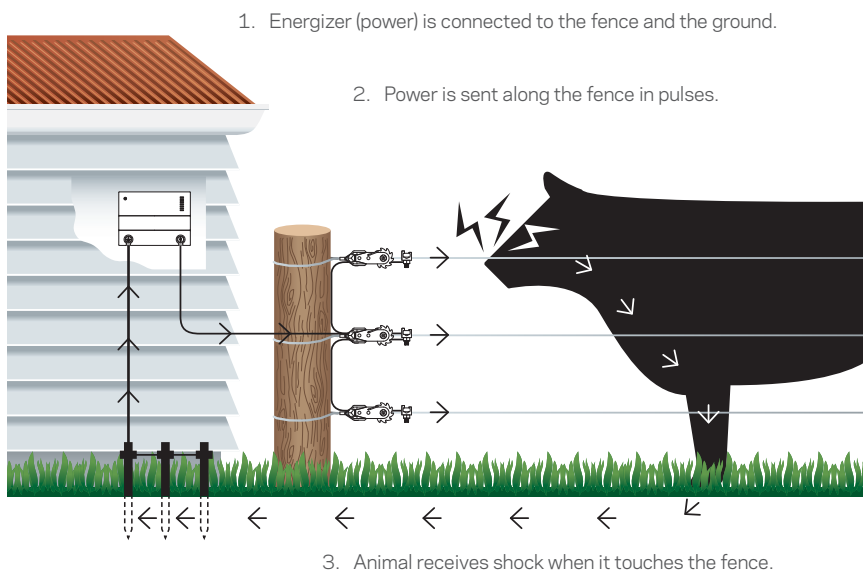 1. Energizer (power) is connected to the fence and the ground.
2. Power is sent along the fence in pulses.
3. Animal receives shock when it touches the fence.